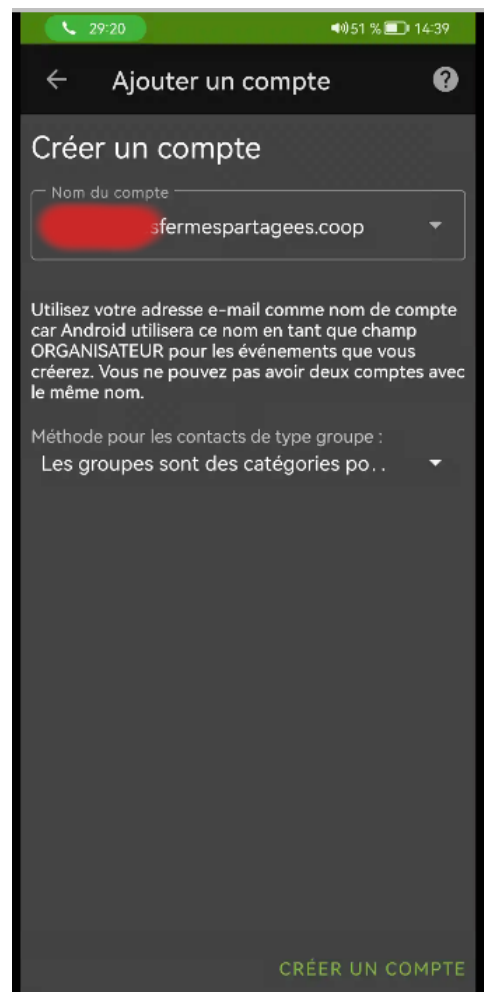 29:20
51 % 14:39
Ajouter un compte
Créer un compte
Nom du compte
sfermespartagees.coop
Utilisez votre adresse e-mail comme nom de compte
car Android utilisera ce nom en tant que champ
ORGANISATEUR pour les événements que vous
créerez. Vous ne pouvez pas avoir deux comptes avec
le même nom.
Méthode pour les contacts de type groupe :
Les groupes sont des catégories po. .
CRÉER UN COMPTE